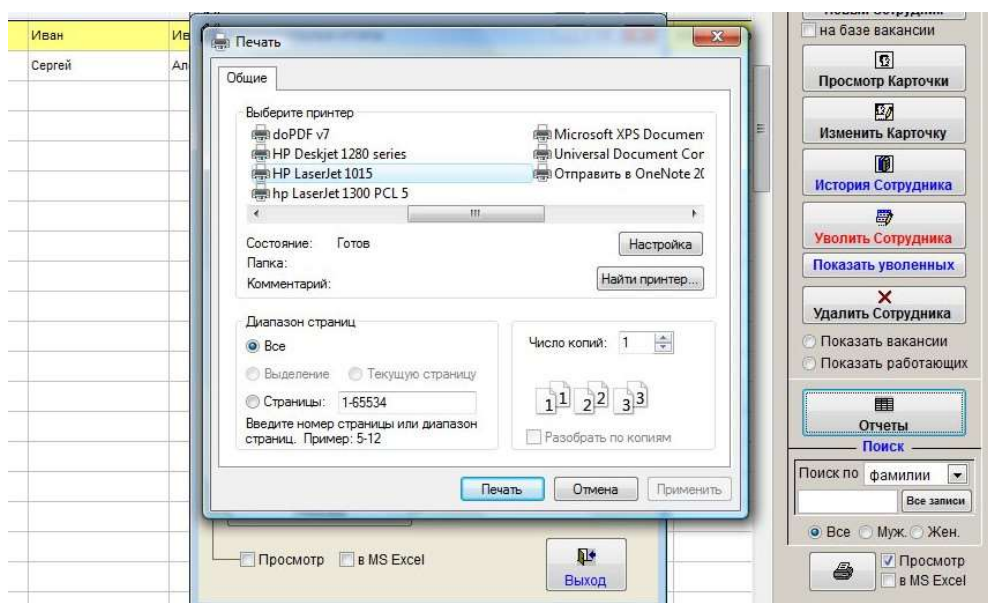 Иван
Сергей
Печать
Общие
Выберите принтер
doPDF v7
HP Deskjet 1280 series
HP LaserJet 1015
hp LaserJet 1300 PCL 5
Microsoft XPS Documen
Universal Document Cor
Отправить в OneNote 20
Состояние: Готов
Папка:
Комментарий:
Настройка
Найти принтер...
Диапазон страниц
Все
Выделение Текущую страницу
Страницы: 1-65534
Введите номер страницы или диапазон
страниц. Пример: 5-12
Число копий: 1
11 22 33
Разобрать по копиям
Печать Отмена Применить
Просмотр в MS Excel
Выход
на базе вакансии
Просмотр Карточки
Изменить Карточку
История Сотрудника
Уволить Сотрудника
Показать уволенных
Удалить Сотрудника
Показать вакансии
Показать работающих
Отчеты
Поиск
Поиск по фамилии
Все записи
Все Муж. Жен.
Просмотр
в MS Excel